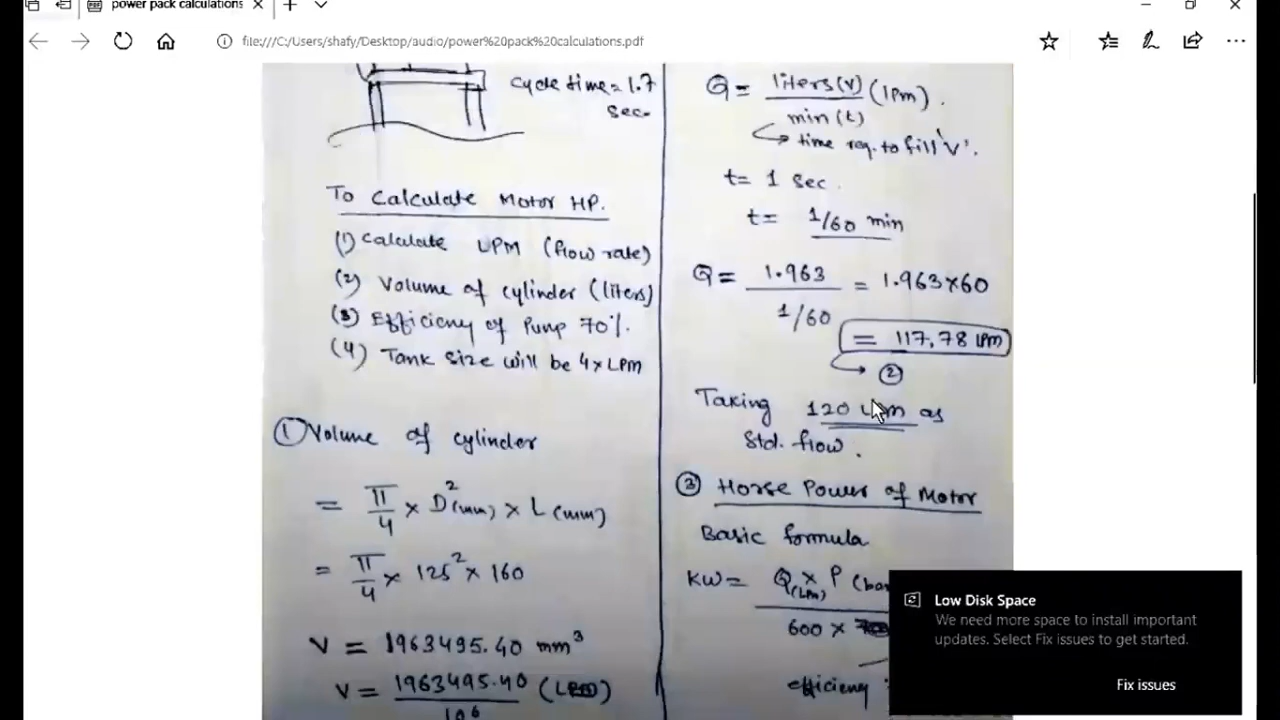 power pack calculations
file:///C:/Users/shafy/Desktop/audio/power%20pack%20calculations.pdf
cycle time = 1.7
sec.
To Calculate Motor HP.
(1) Calculate LPM (flow rate)
(2) Volume of cylinder (liters)
(3) Efficiency of Pump 70%.
(4) Tank size will be 4xLPM
① Volume of cylinder
= π/4 × D²(mm) × L(mm)
= π/4 × 125² × 160
V = 1963495.40 mm³
V = 1963495.40
10⁶
Q = liters(V) / min(t) (LPM).
time req. to fill 'V'.
t= 1 Sec.
t= 1/60 min
Q = 1.963 / 1/60 = 1.963×60
= 117.78 LPM
②
Taking 120 LPM as
Std. flow.
③ Horse Power of Motor
Basic formula
KW= Q(LPM) × P
600 ×
efficieny
Low Disk Space
We need more space to install important
updates. Select Fix issues to get started.
Fix issues